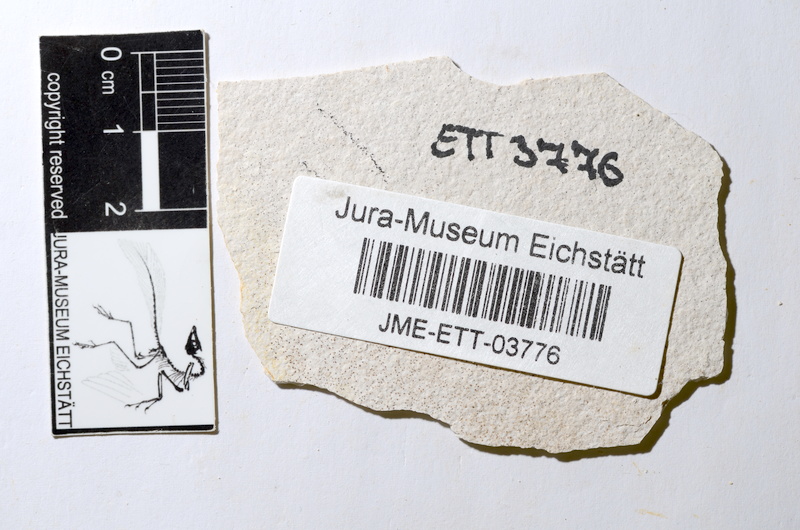 0
cm
1
2
copyright reserved
JURA-MUSEUM EICHSTÄTT
ETT 3776
Jura-Museum Eichstätt
JME-ETT-03776